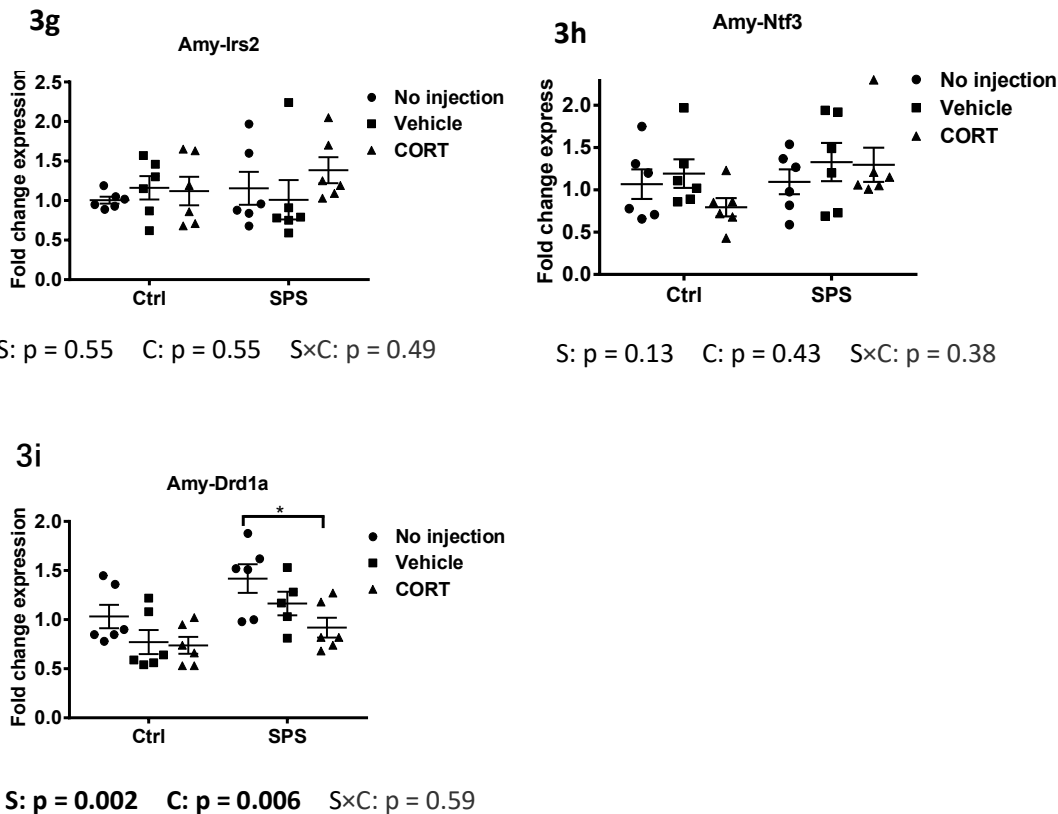 3g
Amy-Irs2
Fold change expression
2.5
2.0
1.5
1.0
0.5
0.0
Ctrl
SPS
No injection
Vehicle
CORT
S: p = 0.55 C: p = 0.55 S×C: p = 0.49
3h
Amy-Ntf3
Fold change express
2.0
1.5
1.0
0.5
0.0
Ctrl
SPS
No injection
Vehicle
CORT
S: p = 0.13 C: p = 0.43 S×C: p = 0.38
3i
Amy-Drd1a
Fold change expression
2.0
1.5
1.0
0.5
0.0
*
Ctrl
SPS
No injection
Vehicle
CORT
S: p = 0.002 C: p = 0.006 S×C: p = 0.59